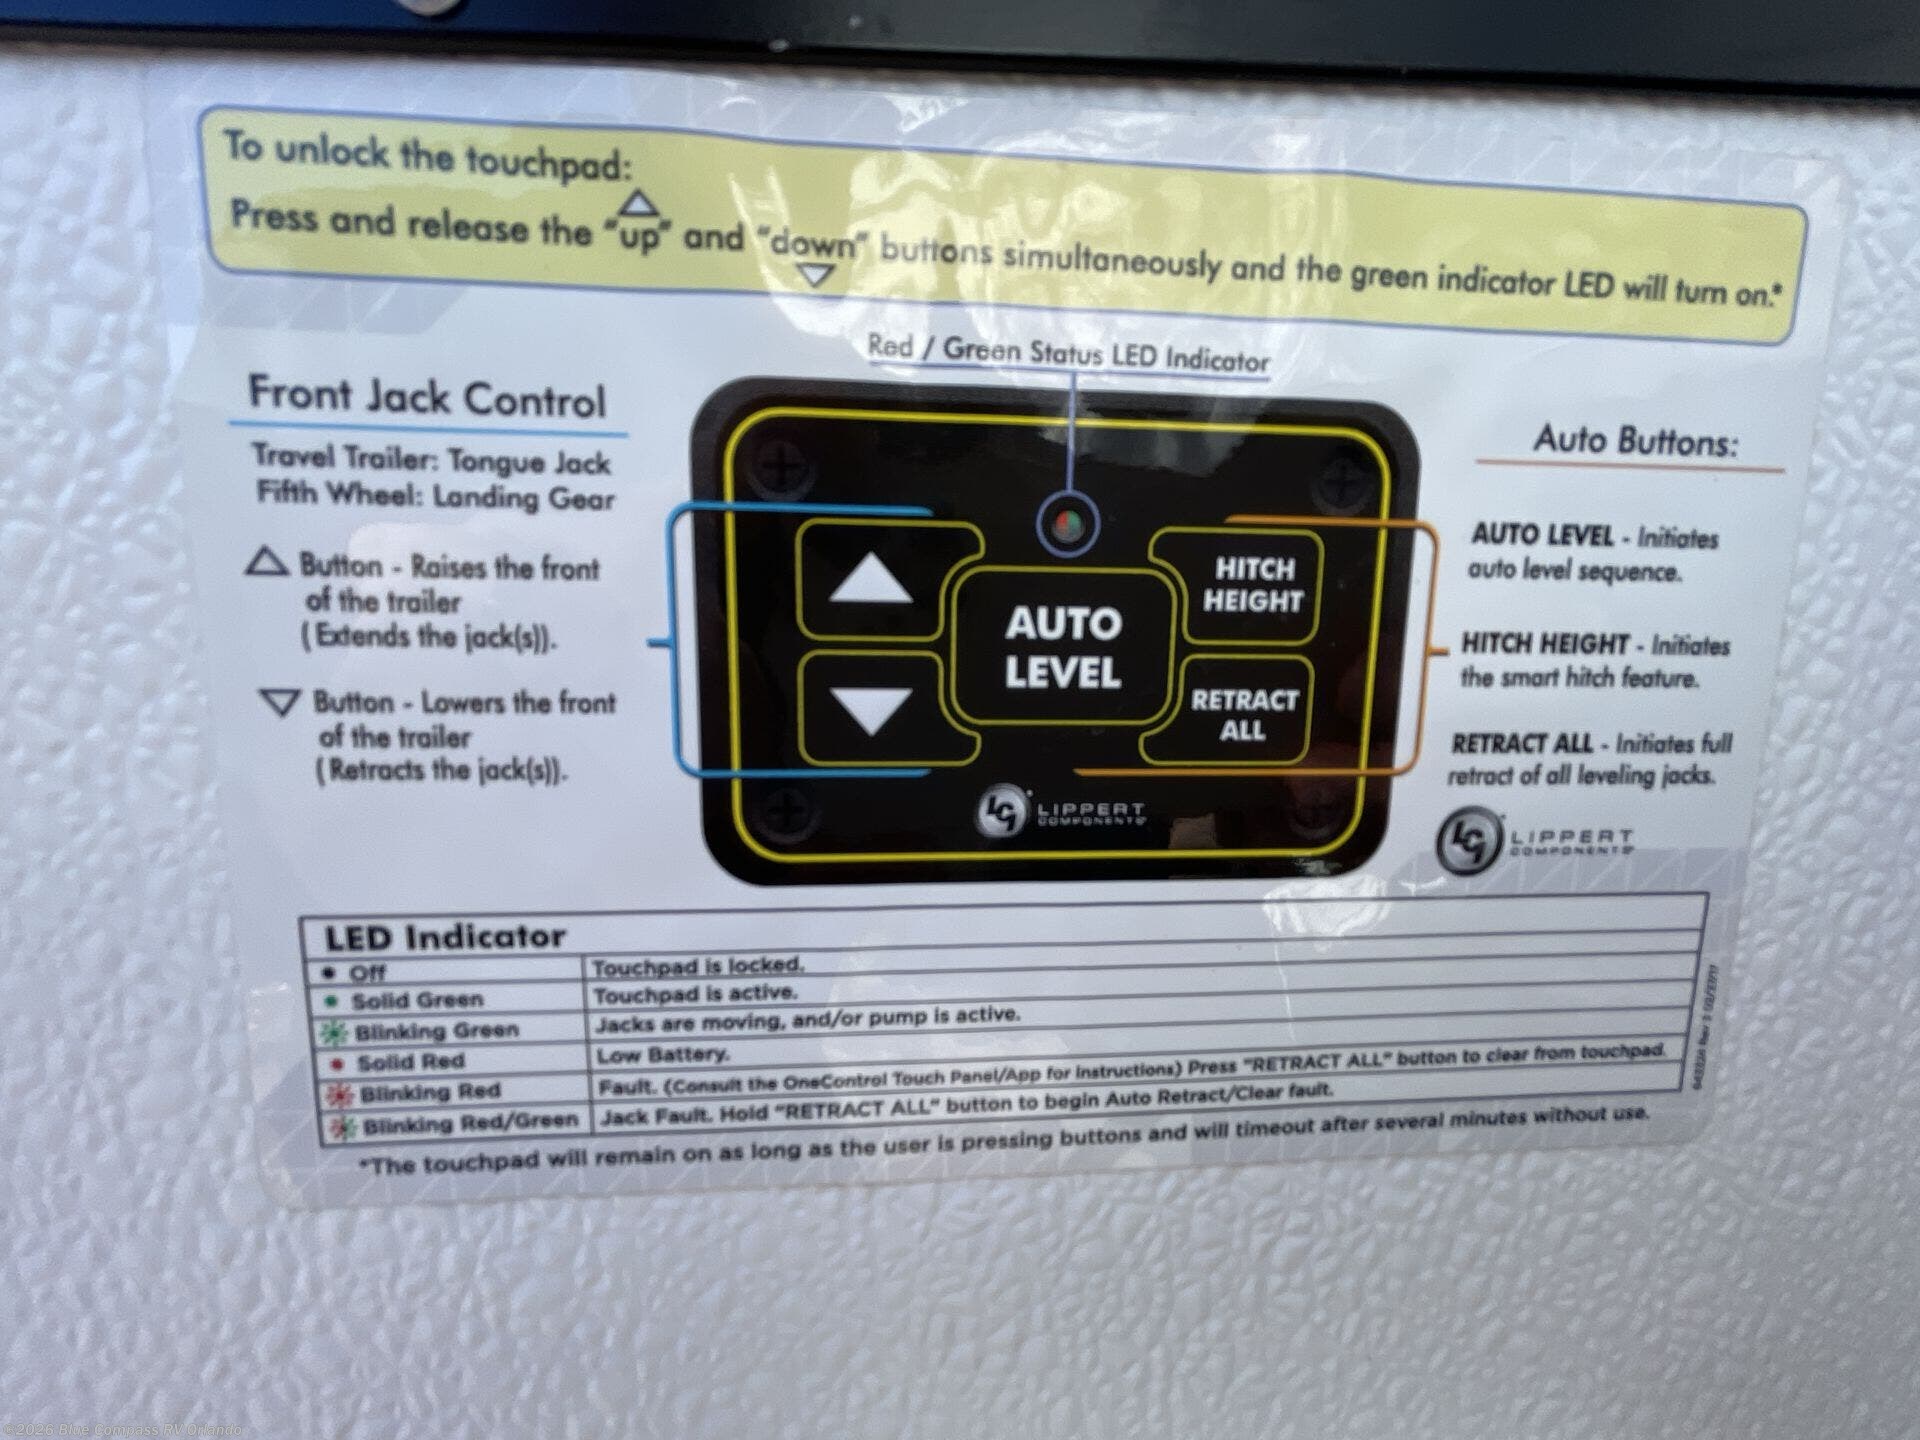 To unlock the touchpad:
Press and release the "up" and "down" buttons simultaneously and the green indicator LED will turn on.*
Red / Green Status LED Indicator
Front Jack Control
Travel Trailer: Tongue Jack
Fifth Wheel: Landing Gear
Button - Raises the front
of the trailer
(Extends the jack(s)).
Button - Lowers the front
of the trailer
(Retracts the jack(s)).
AUTO
LEVEL
HITCH
HEIGHT
RETRACT
ALL
LCI LIPPERT
COMPONENTS
Auto Buttons:
AUTO LEVEL - Initiates
auto level sequence.
HITCH HEIGHT - Initiates
the smart hitch feature.
RETRACT ALL - Initiates full
retract of all leveling jacks.
LCI LIPPERT
COMPONENTS
LED Indicator
Off Touchpad is locked.
Solid Green Touchpad is active.
Blinking Green Jacks are moving, and/or pump is active.
Solid Red Low Battery.
Blinking Red Fault. (Consult the OneControl Touch Panel/App for Instructions) Press "RETRACT ALL" button to clear from touchpad.
Blinking Red/Green Jack Fault. Hold "RETRACT ALL" button to begin Auto Retract/Clear fault.
*The touchpad will remain on as long as the user is pressing buttons and will timeout after several minutes without use.
©2026 Blue Compass RV Orlando